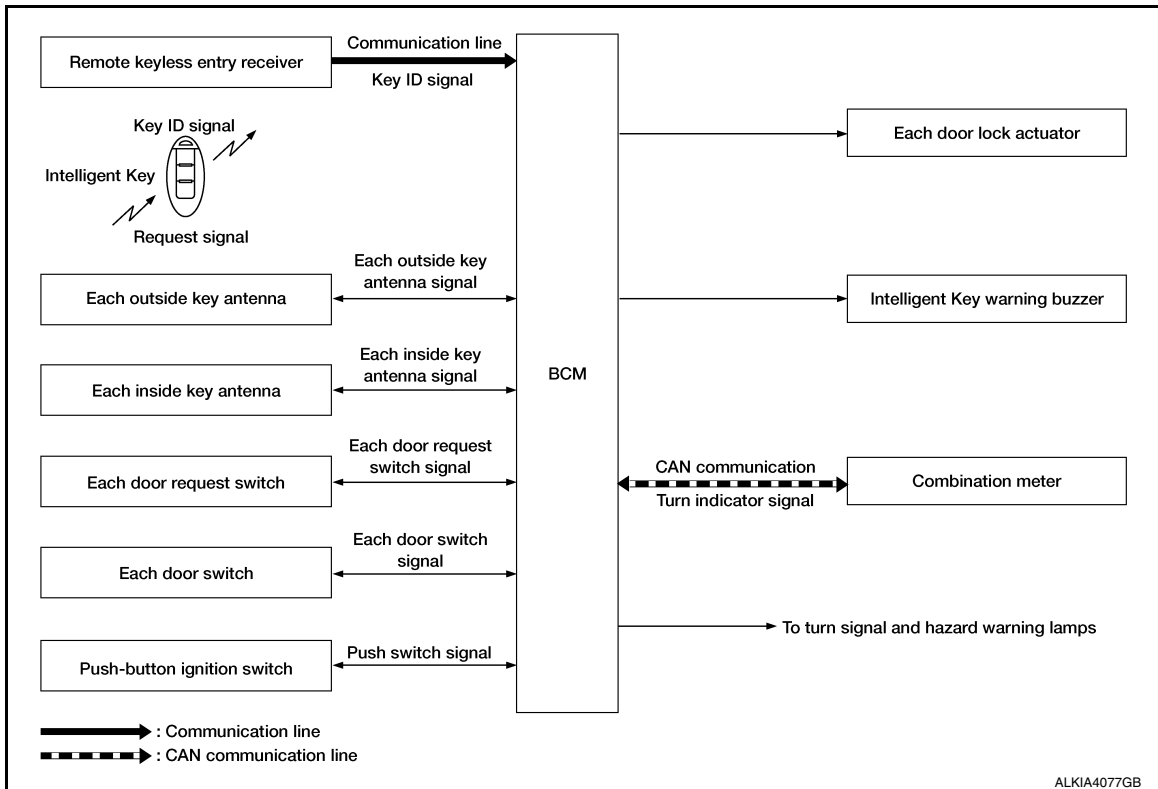 Remote keyless entry receiver
Communication line
Key ID signal
Key ID signal
Intelligent Key
Request signal
Each outside key antenna
Each outside key
antenna signal
Each inside key antenna
Each inside key
antenna signal
Each door request switch
Each door request
switch signal
Each door switch
Each door switch
signal
Push-button ignition switch
Push switch signal
BCM
Each door lock actuator
Intelligent Key warning buzzer
CAN communication
Turn indicator signal
Combination meter
To turn signal and hazard warning lamps
: Communication line
: CAN communication line
ALKIA4077GB